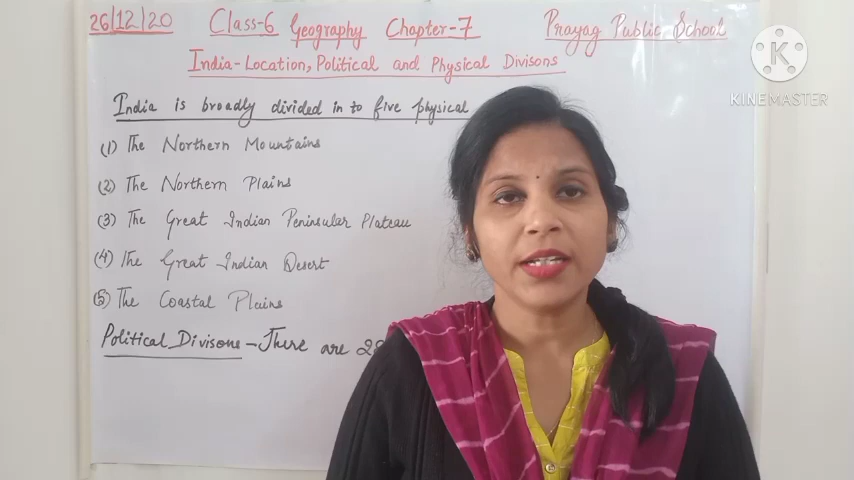 26/12/20 Class-6 Geography Chapter-7 Prayag Public School
India-Location, Political and Physical Divisons
India is broadly divided in to five physical
(1) The Northern Mountains
(2) The Northern Plains
(3) The Great Indian Peninsular Plateau
(4) The Great Indian Desert
(5) The Coastal Plains
Political Divisons - There are 28
K
KINEMASTER